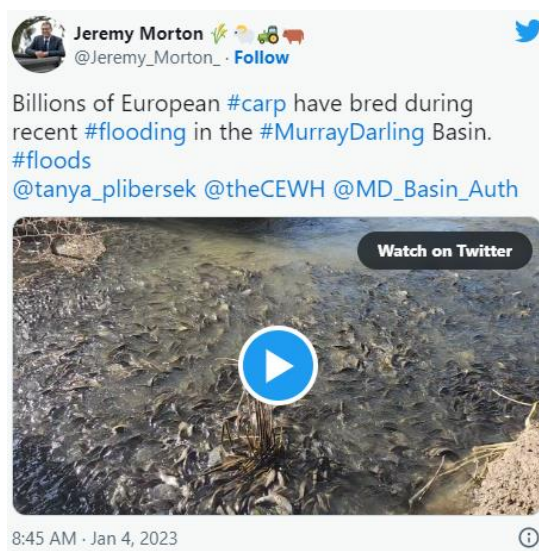 Jeremy Morton 🌾 🐑 🚜 🐂
@Jeremy_Morton_ · Follow
Billions of European #carp have bred during
recent #flooding in the #MurrayDarling Basin.
#floods
@tanya_plibersek @theCEWH @MD_Basin_Auth
Watch on Twitter
8:45 AM · Jan 4, 2023